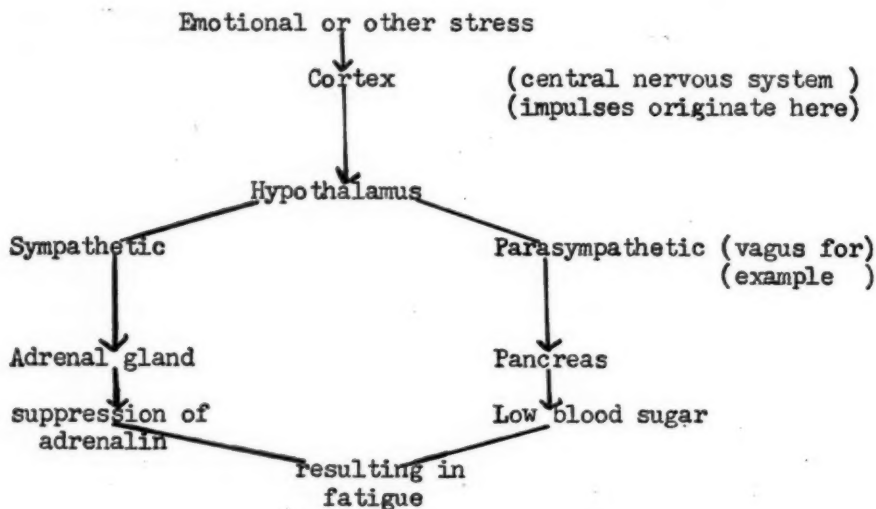 Emotional or other stress
Cortex (central nervous system )
(impulses originate here)
Hypothalamus
Sympathetic Parasympathetic (vagus for)
(example )
Adrenal gland Pancreas
suppression of Low blood sugar
adrenalin
resulting in
fatigue